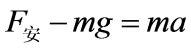 F安 − mg = ma